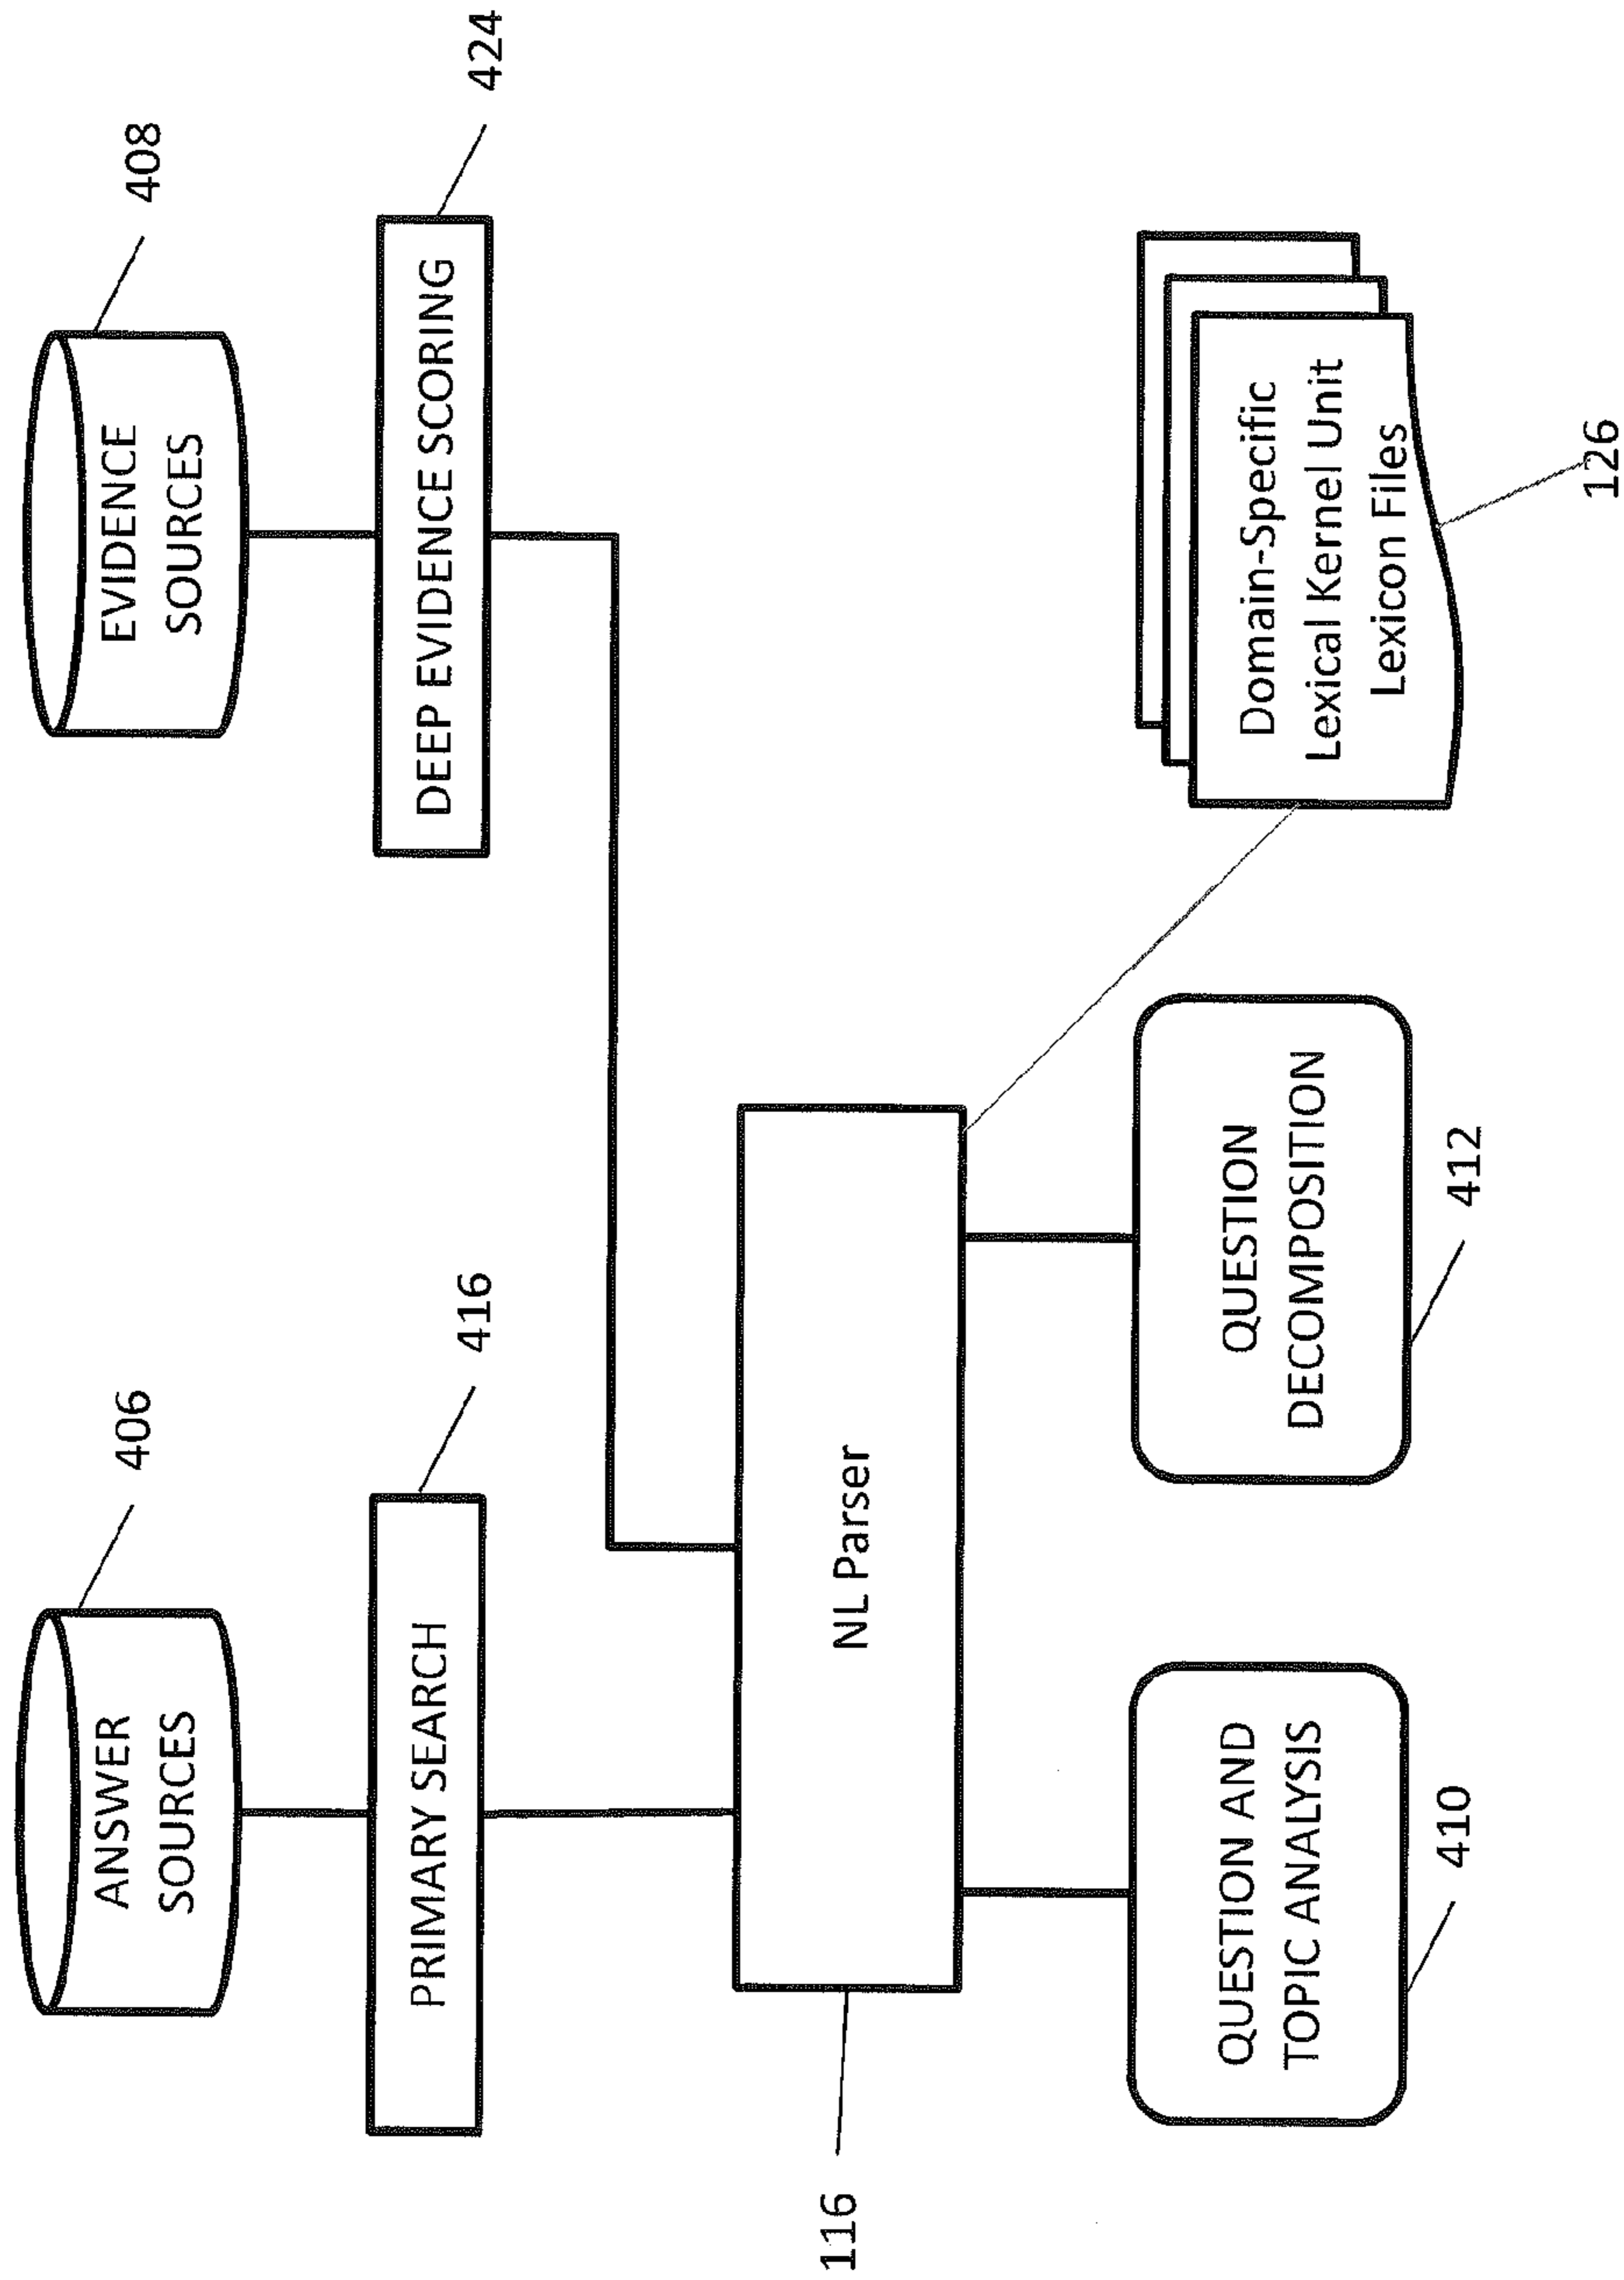 406
408
ANSWER
SOURCES
EVIDENCE
SOURCES
416
424
PRIMARY SEARCH
DEEP EVIDENCE SCORING
116
NL Parser
QUESTION AND
TOPIC ANALYSIS
QUESTION
DECOMPOSITION
Domain-Specific
Lexical Kernel Unit
Lexicon Files
410
412
126